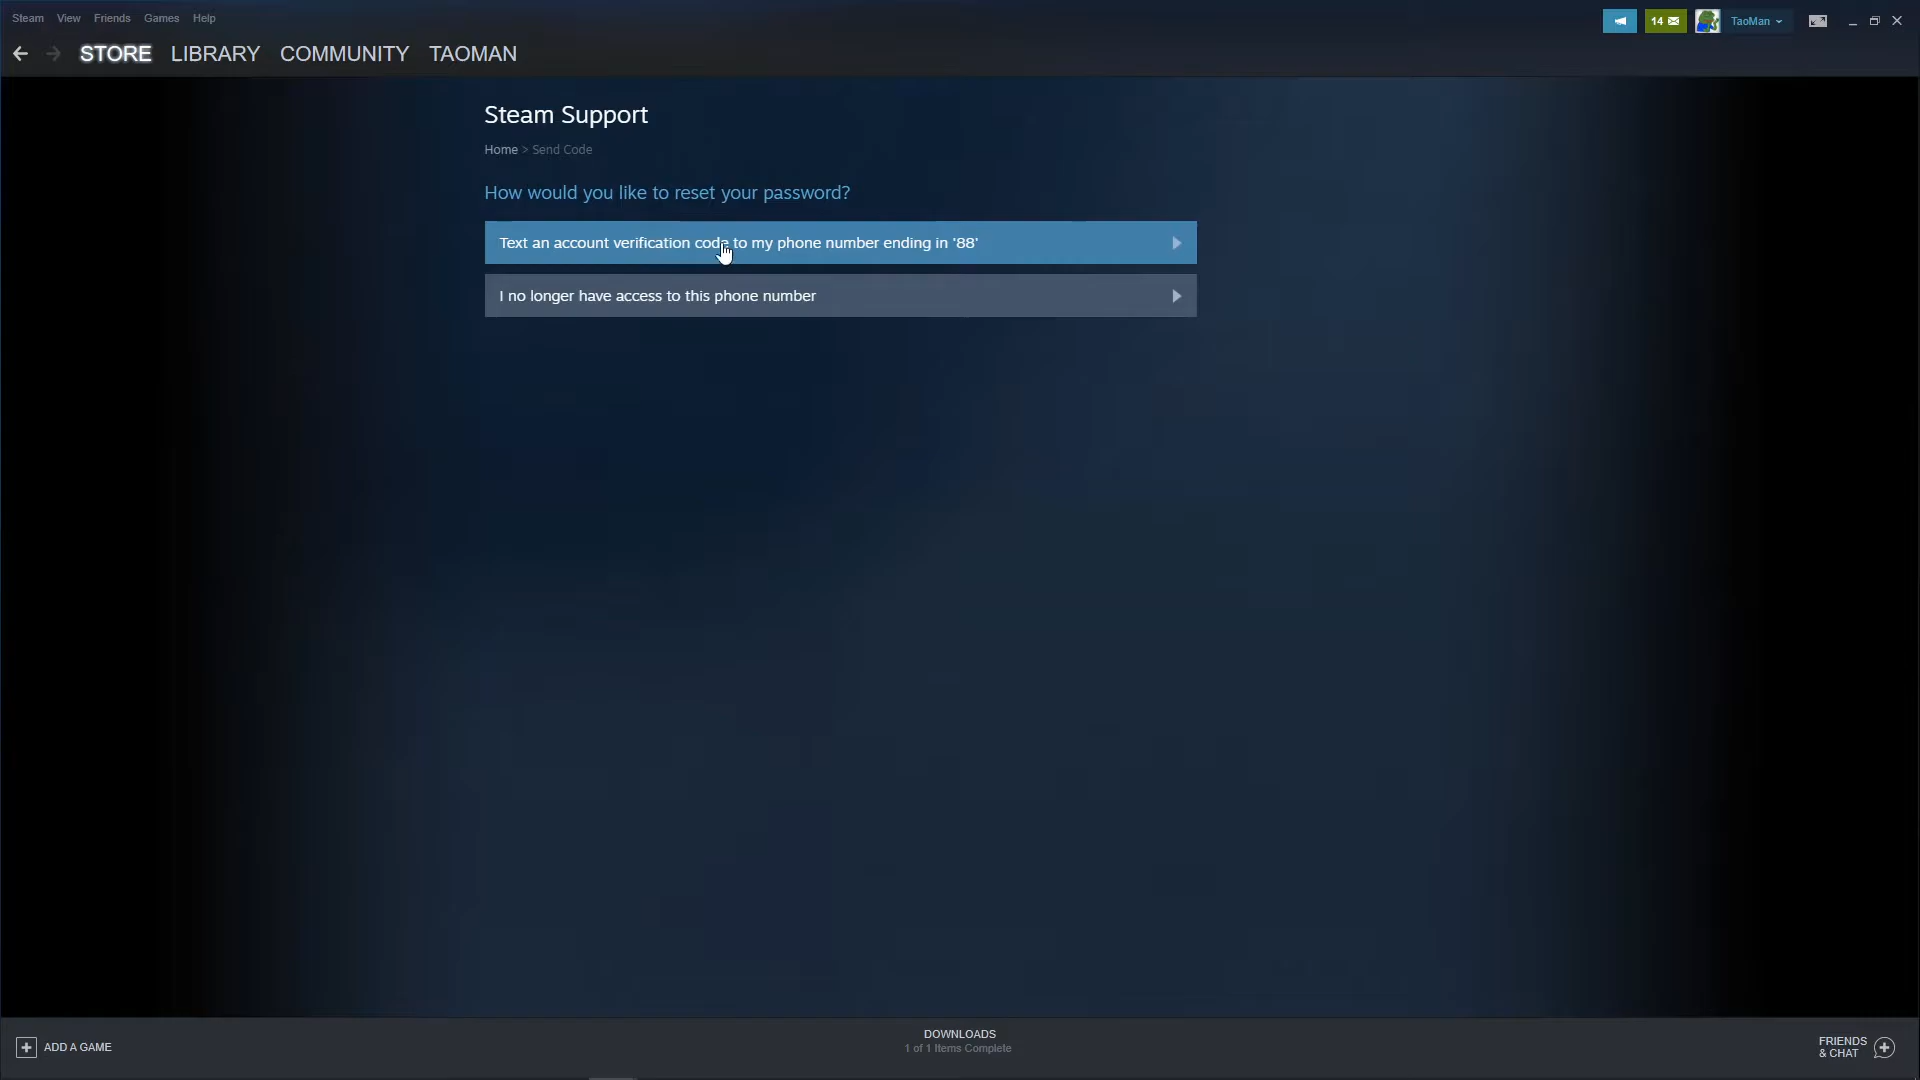 Steam View Friends Games Help
14 TaoMan
STORE LIBRARY COMMUNITY TAOMAN
Steam Support
Home > Send Code
How would you like to reset your password?
Text an account verification code to my phone number ending in '88'
I no longer have access to this phone number
ADD A GAME
DOWNLOADS
1 of 1 Items Complete
FRIENDS
& CHAT